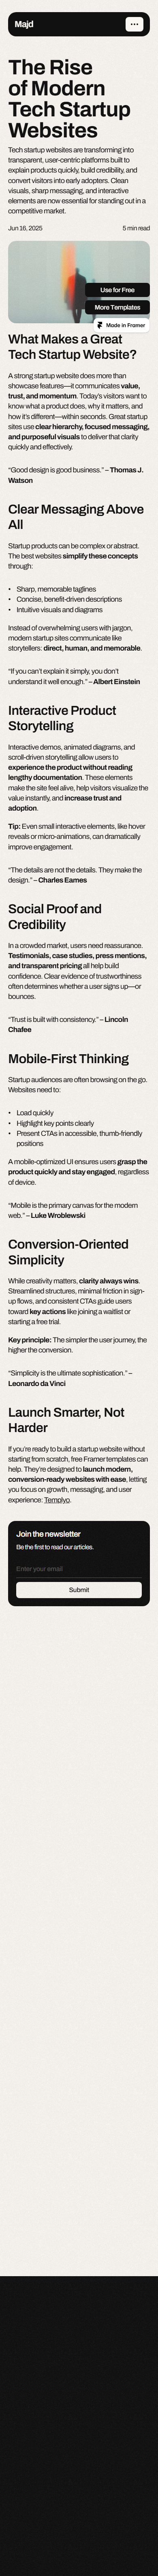 Majd
The Rise
of Modern
Tech Startup
Websites
Tech startup websites are transforming into
transparent, user-centric platforms built to
explain products quickly, build credibility, and
convert visitors into early adopters. Clean
visuals, sharp messaging, and interactive
elements are now essential for standing out in a
competitive market.
Jun 16, 2025
5 min read
Use for Free
More Templates
Made in Framer
What Makes a Great
Tech Startup Website?
A strong startup website does more than
showcase features—it communicates value,
trust, and momentum. Today's visitors want to
know what a product does, why it matters, and
how it's different—within seconds. Great startup
sites use clear hierarchy, focused messaging,
and purposeful visuals to deliver that clarity
quickly and effectively.
"Good design is good business." – Thomas J.
Watson
Clear Messaging Above
All
Startup products can be complex or abstract.
The best websites simplify these concepts
through:
• Sharp, memorable taglines
• Concise, benefit-driven descriptions
• Intuitive visuals and diagrams
Instead of overwhelming users with jargon,
modern startup sites communicate like
storytellers: direct, human, and memorable.
"If you can't explain it simply, you don't
understand it well enough." – Albert Einstein
Interactive Product
Storytelling
Interactive demos, animated diagrams, and
scroll-driven storytelling allow users to
experience the product without reading
lengthy documentation. These elements
make the site feel alive, help visitors visualize the
value instantly, and increase trust and
adoption.
Tip: Even small interactive elements, like hover
reveals or micro-animations, can dramatically
improve engagement.
"The details are not the details. They make the
design." – Charles Eames
Social Proof and
Credibility
In a crowded market, users need reassurance.
Testimonials, case studies, press mentions,
and transparent pricing all help build
confidence. Clear evidence of trustworthiness
often determines whether a user signs up—or
bounces.
"Trust is built with consistency." – Lincoln
Chafee
Mobile-First Thinking
Startup audiences are often browsing on the go.
Websites need to:
• Load quickly
• Highlight key points clearly
• Present CTAs in accessible, thumb-friendly
positions
A mobile-optimized UI ensures users grasp the
product quickly and stay engaged, regardless
of device.
"Mobile is the primary canvas for the modern
web." – Luke Wroblewski
Conversion-Oriented
Simplicity
While creativity matters, clarity always wins.
Streamlined structures, minimal friction in sign-
up flows, and consistent CTAs guide users
toward key actions like joining a waitlist or
starting a free trial.
Key principle: The simpler the user journey, the
higher the conversion.
"Simplicity is the ultimate sophistication." –
Leonardo da Vinci
Launch Smarter, Not
Harder
If you're ready to build a startup website without
starting from scratch, free Framer templates can
help. They're designed to launch modern,
conversion-ready websites with ease, letting
you focus on growth, messaging, and user
experience: Templyo.
Join the newsletter
Be the first to read our articles.
Enter your email
Submit